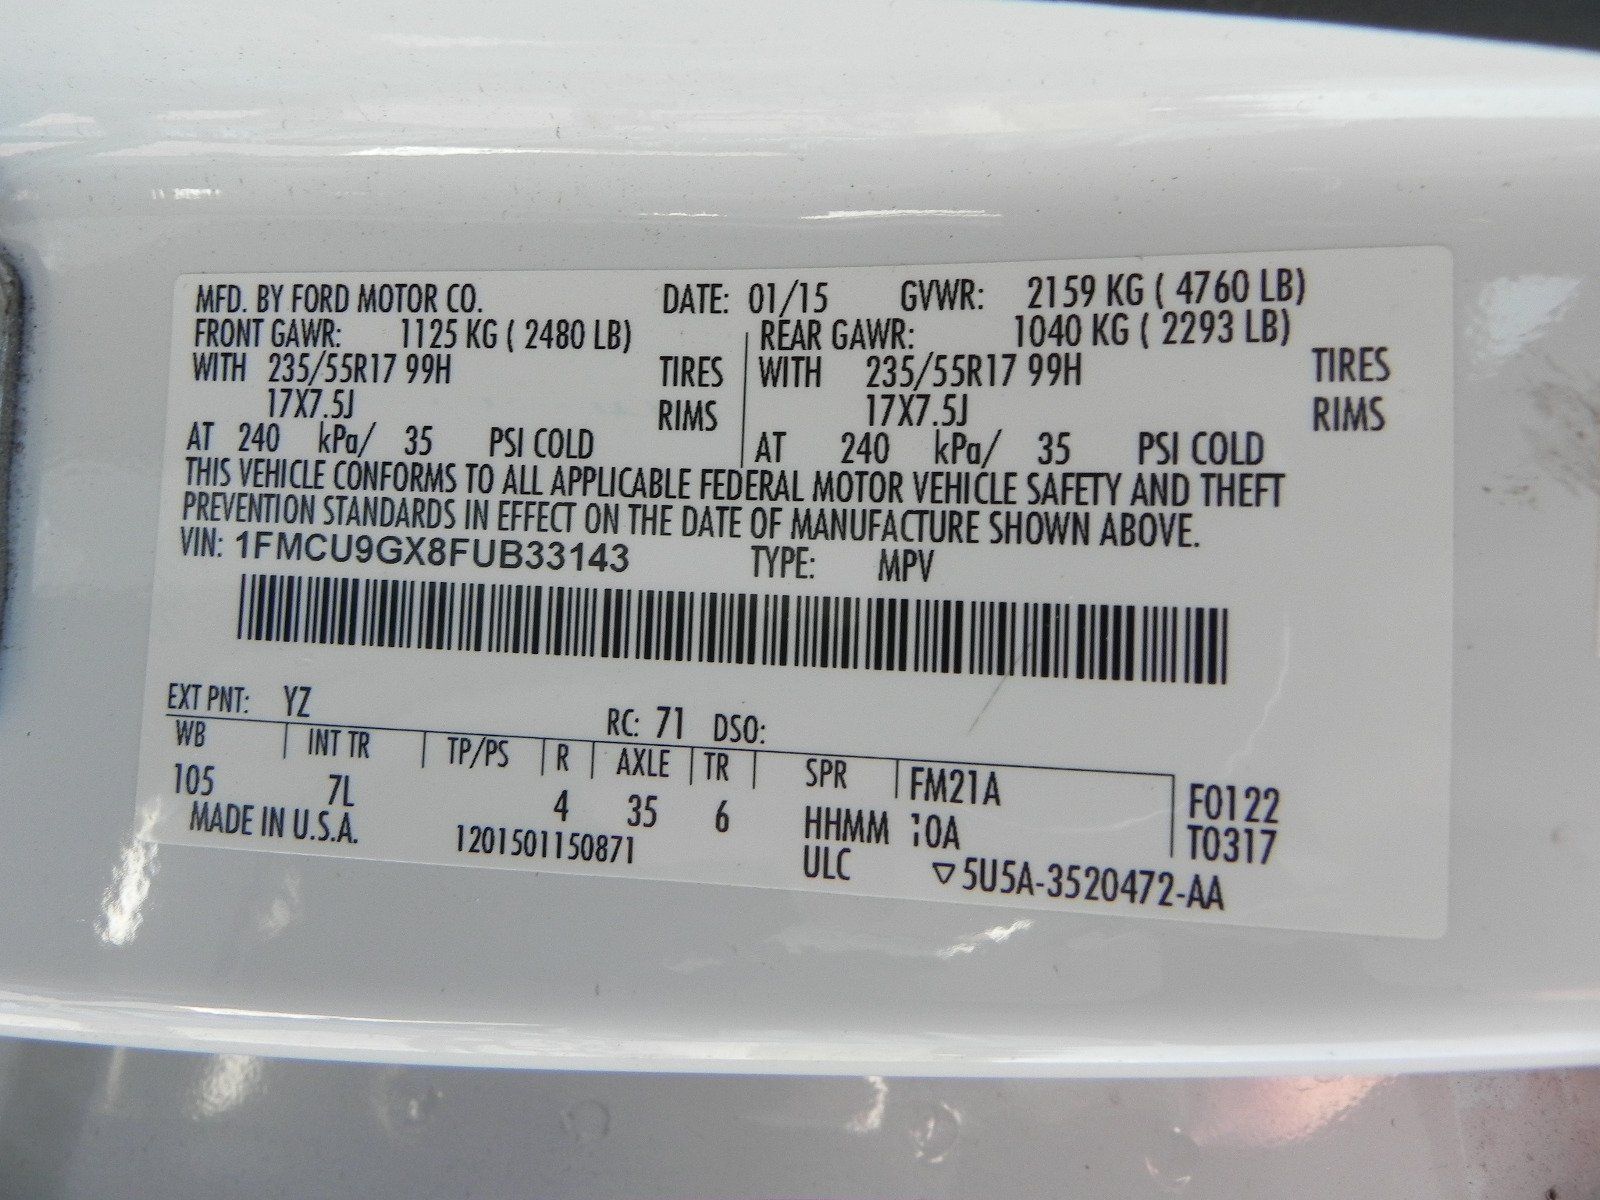 MFD. BY FORD MOTOR CO. DATE: 01/15 GVWR: 2159 KG ( 4760 LB)
FRONT GAWR: 1125 KG ( 2480 LB) REAR GAWR: 1040 KG ( 2293 LB)
WITH 235/55R17 99H TIRES WITH 235/55R17 99H TIRES
17X7.5J RIMS 17X7.5J RIMS
AT 240 kPa/ 35 PSI COLD AT 240 kPa/ 35 PSI COLD
THIS VEHICLE CONFORMS TO ALL APPLICABLE FEDERAL MOTOR VEHICLE SAFETY AND THEFT
PREVENTION STANDARDS IN EFFECT ON THE DATE OF MANUFACTURE SHOWN ABOVE.
VIN: 1FMCU9GX8FUB33143 TYPE: MPV
EXT PNT: YZ RC: 71 DSO:
WB INT TR TP/PS R AXLE TR SPR FM21A F0122
105 7L 4 35 6 HHMM 10A T0317
MADE IN U.S.A. 1201501150871 ULC ▽5U5A-3520472-AA